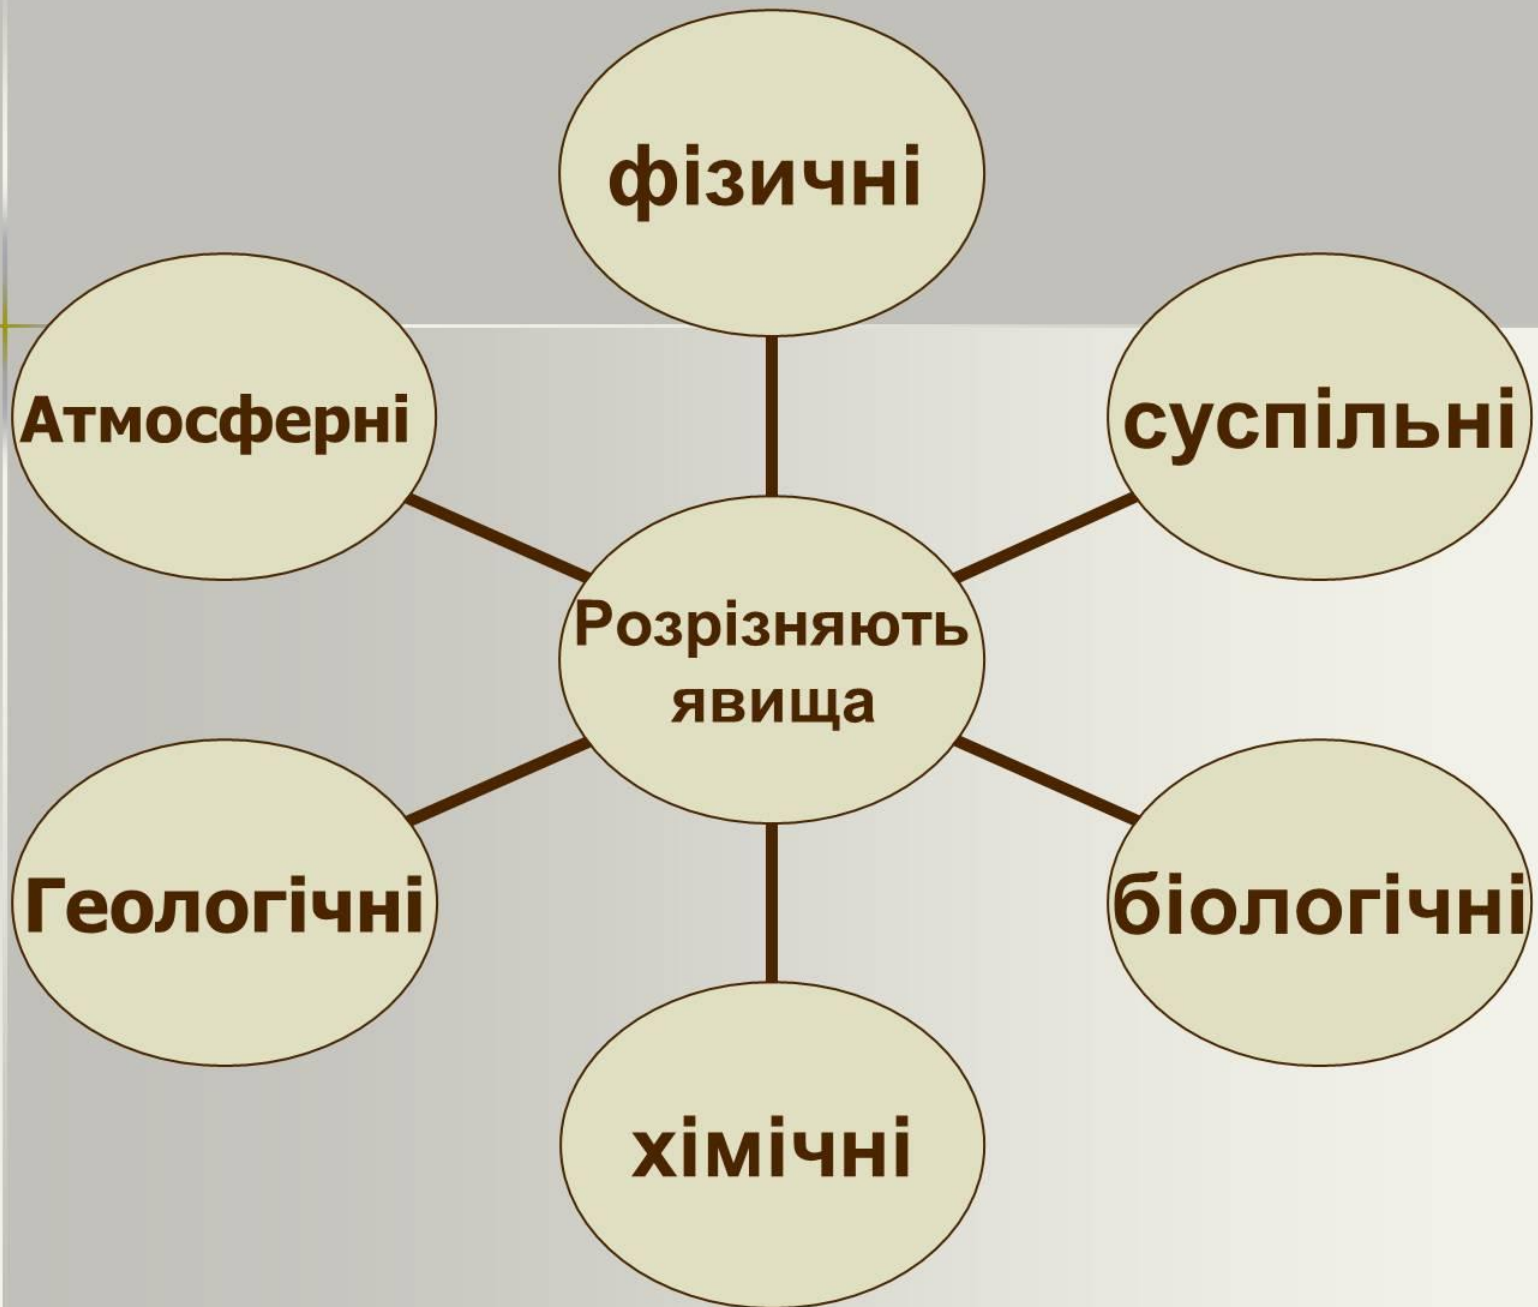 фізичні
Атмосферні
суспільні
Розрізняють
явища
Геологічні
біологічні
хімічні